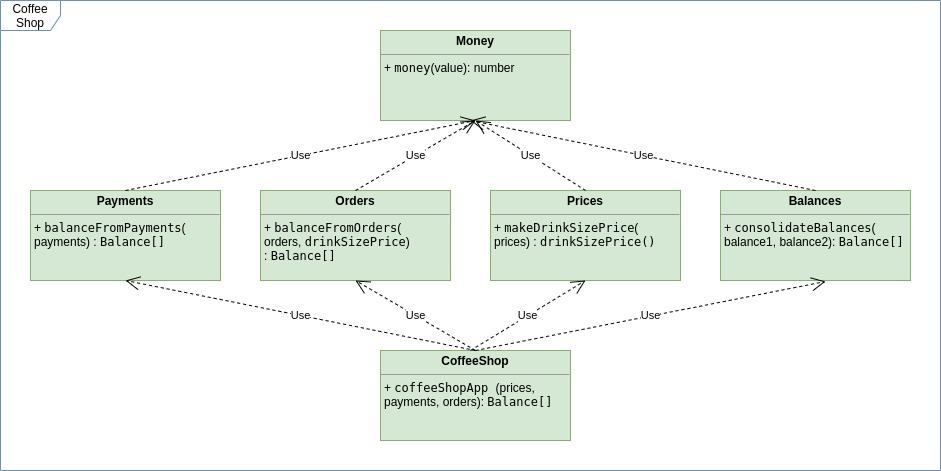 Coffee
Shop
Money
+ money(value): number
Use
Use
Use
Use
Payments
+ balanceFromPayments(
payments) : Balance[]
Orders
+ balanceFromOrders(
orders, drinkSizePrice)
: Balance[]
Prices
+ makeDrinkSizePrice(
prices) : drinkSizePrice()
Balances
+ consolidateBalances(
balance1, balance2): Balance[]
Use
Use
Use
Use
CoffeeShop
+ coffeeShopApp (prices,
payments, orders): Balance[]